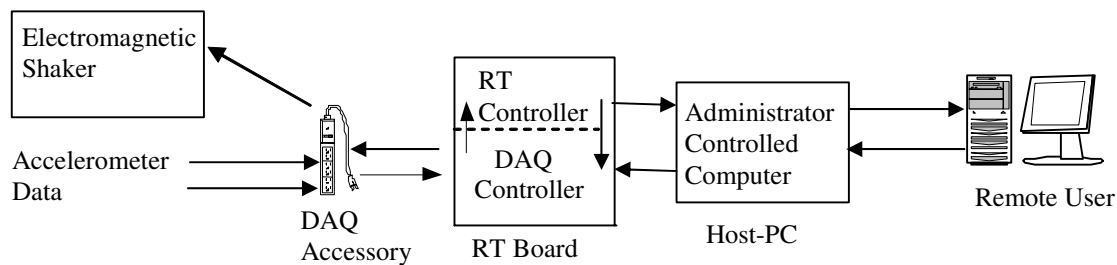 Electromagnetic
Shaker
Accelerometer
Data
DAQ
Accessory
RT
Controller
DAQ
Controller
RT Board
Administrator
Controlled
Computer
Host-PC
Remote User